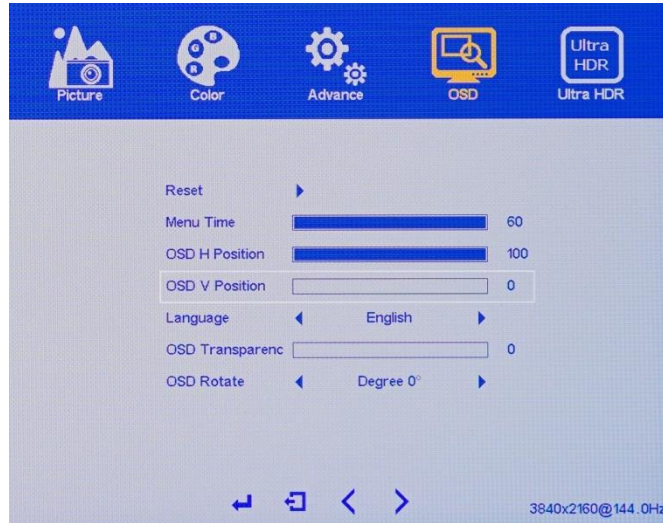 G B R
Ultra
HDR
Picture Color Advance OSD Ultra HDR
Reset
Menu Time 60
OSD H Position 100
OSD V Position 0
Language English
OSD Transparenc 0
OSD Rotate Degree 0°
3840x2160@144.0Hz